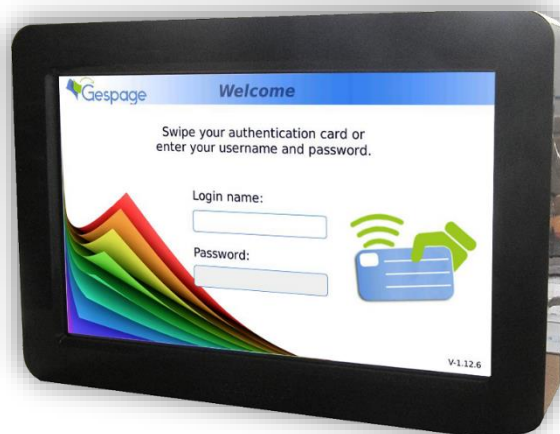 Gespage
Welcome
Swipe your authentication card or
enter your username and password.
Login name:
Password:
V-1.12.6